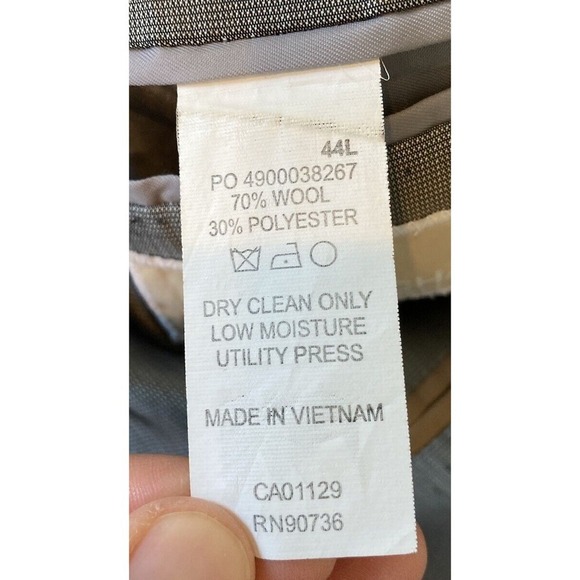 44L
PO 4900038267
70% WOOL
30% POLYESTER
DRY CLEAN ONLY
LOW MOISTURE
UTILITY PRESS
MADE IN VIETNAM
CA01129
RN90736